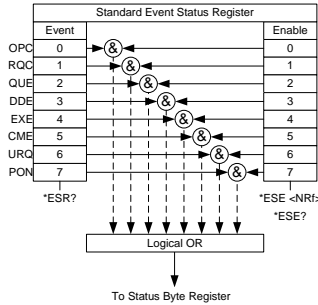 Standard Event Status Register
Event Enable
OPC 0 & 0
RQC 1 & 1
QUE 2 & 2
DDE 3 & 3
EXE 4 & 4
CME 5 & 5
URQ 6 & 6
PON 7 & 7
*ESR? *ESE <NRf>
*ESE?
Logical OR
To Status Byte Register